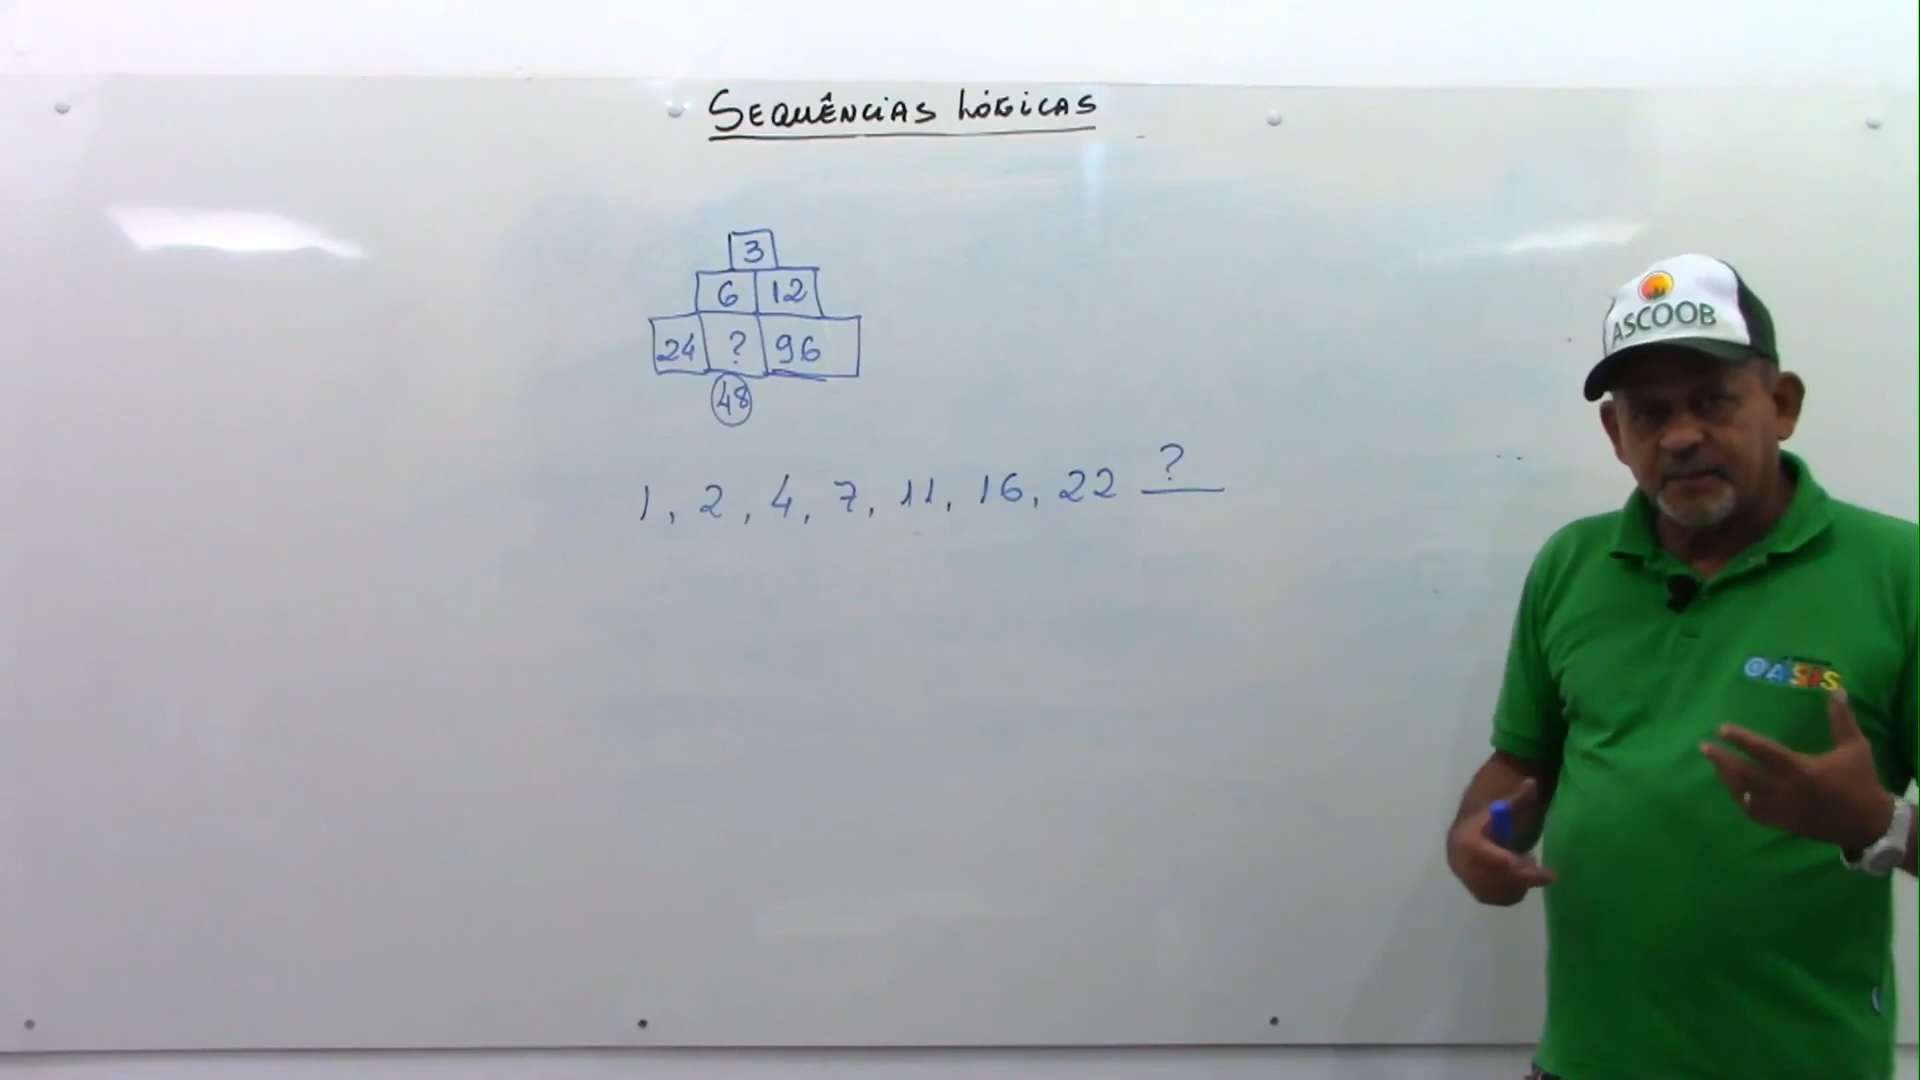 SEQUÊNCIAS LÓGICAS
3
6 12
24 ? 96
48
1, 2, 4, 7, 11, 16, 22 ?
ASCOOB
OASIS